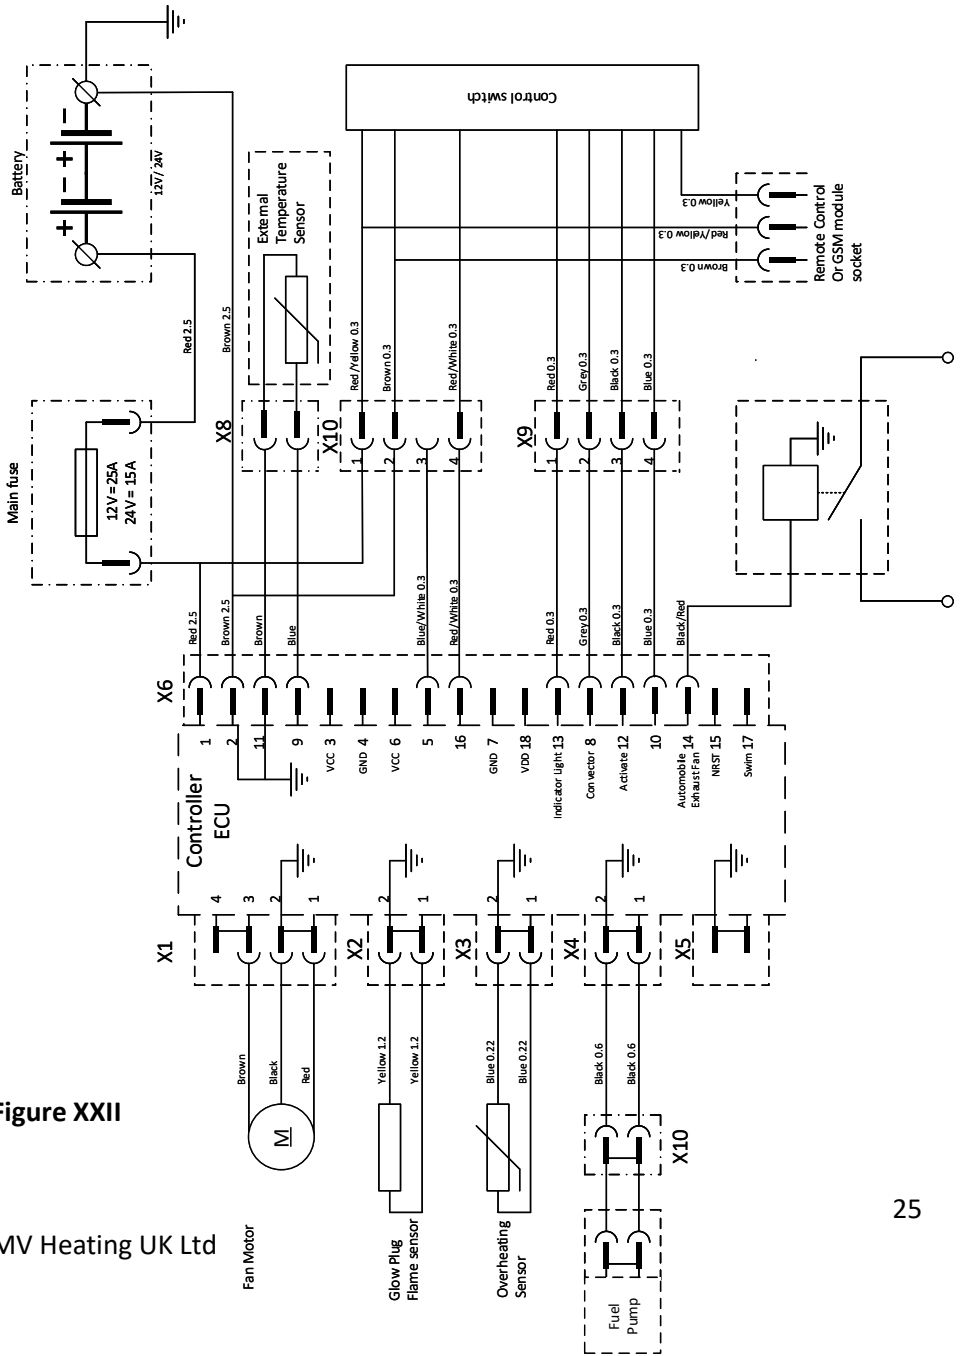 Battery
+ − + −
12V / 24V
Main fuse
12V = 25A
24V = 15A
Red 2.5
Brown 2.5
External
Temperature
Sensor
Control switch
X8
X10
1
2
3
4
Red /Yellow 0.3
Brown 0.3
Red/White 0.3
X9
1
2
3
4
Red 0.3
Grey 0.3
Black 0.3
Blue 0.3
Yellow 0.3
Red/Yellow 0.3
Brown 0.3
Remote Control
Or GSM module
socket
Red 2.5
Brown 2.5
Brown
Blue
Blue/White 0.3
Red/White 0.3
Red 0.3
Grey 0.3
Black 0.3
Blue 0.3
Black/Red
X6
1
2
11
9
VCC 3
GND 4
VCC 6
5
16
GND 7
VDD 18
Indicator Light 13
Convector 8
Activate 12
10
Automobile 14
Exhaust Fan
NRST 15
Swim 17
Controller
ECU
X1
4
3
2
1
X2
2
1
X3
2
1
X4
2
1
X5
Brown
Black
Red
M
Fan Motor
Yellow 1.2
Yellow 1.2
Glow Plug
Flame sensor
Blue 0.22
Blue 0.22
Overheating
Sensor
Black 0.6
Black 0.6
X10
Fuel
Pump
Figure XXII
MV Heating UK Ltd
25